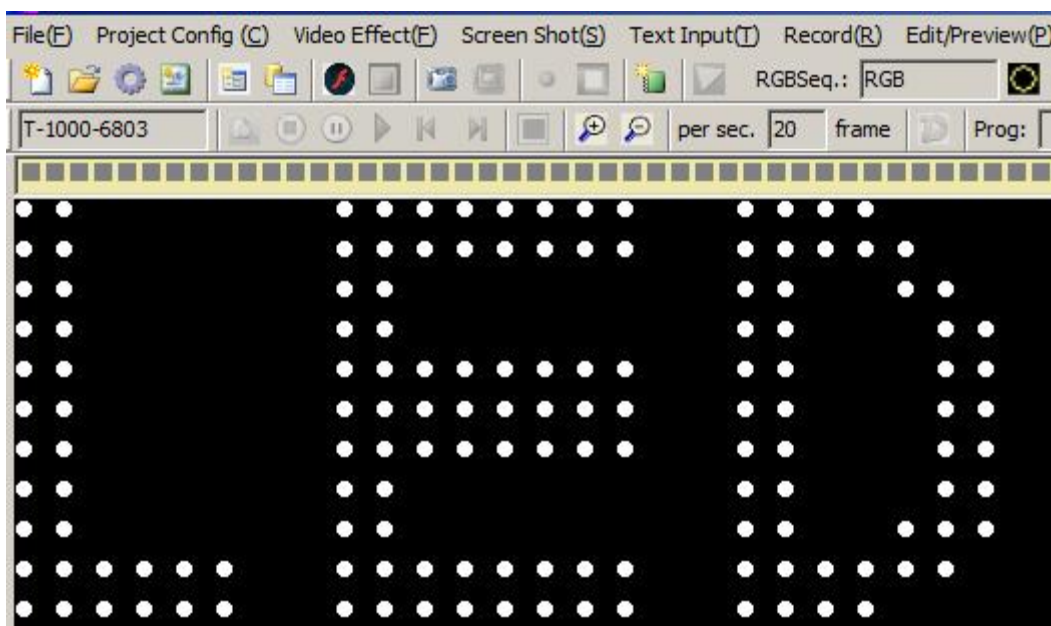 File(F) Project Config (C) Video Effect(F) Screen Shot(S) Text Input(T) Record(R) Edit/Preview(P)
RGBSeq.: RGB
T-1000-6803 per sec. 20 frame Prog:
LED